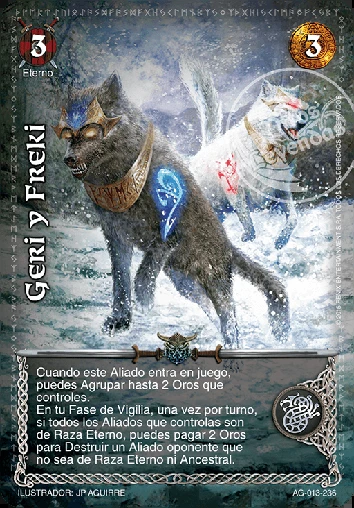 3
Eterno
3
Geri y Freki
Cuando este Aliado entra en juego,
puedes Agrupar hasta 2 Oros que
controles.
En tu Fase de Vigilia, una vez por turno,
si todos los Aliados que controlas son
de Raza Eterno, puedes pagar 2 Oros
para Destruir un Aliado oponente que
no sea de Raza Eterno ni Ancestral.
ILUSTRADOR: JP AGUIRRE
AG-013-236